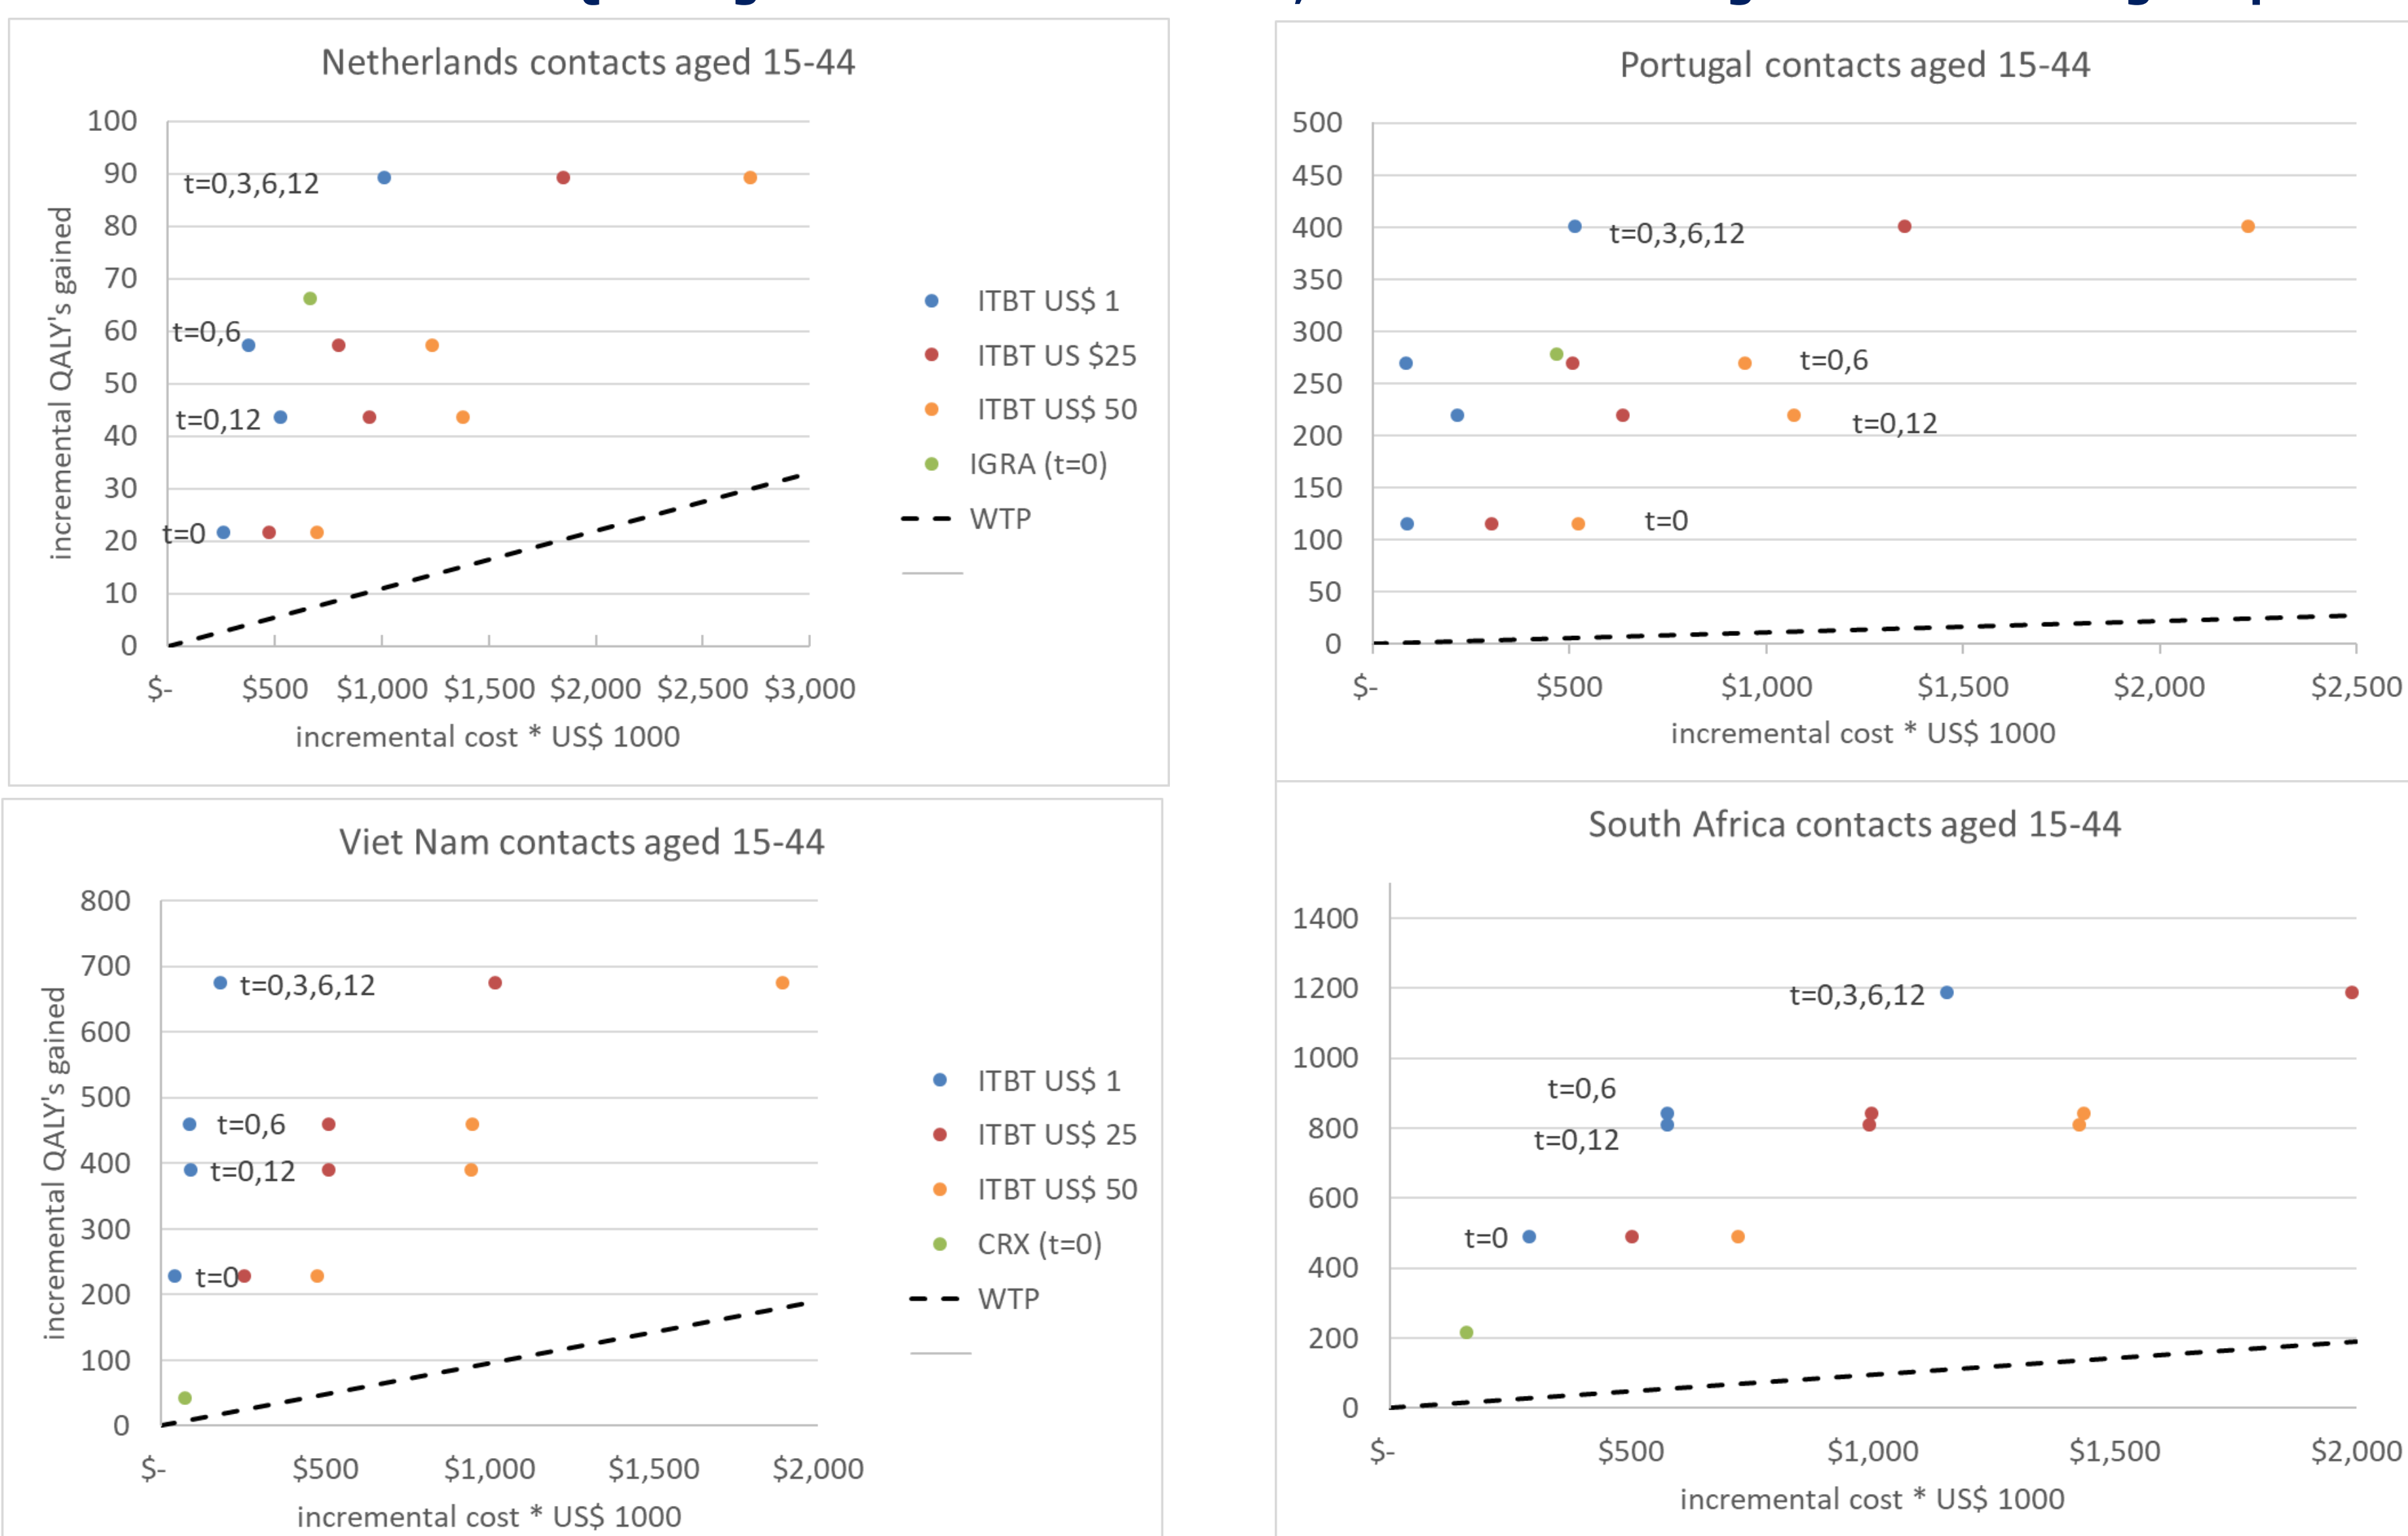 Netherlands contacts aged 15-44
100
90
80
70
60
50
40
30
20
10
0
incremental QALY's gained
t=0,3,6,12
t=0,6
t=0,12
t=0
$-
$500
$1,000
$1,500
$2,000
$2,500
$3,000
incremental cost * US$ 1000
ITBT US$ 1
ITBT US $25
ITBT US$ 50
IGRA (t=0)
WTP
Portugal contacts aged 15-44
500
450
400
350
300
250
200
150
100
50
0
t=0,3,6,12
t=0,6
t=0,12
t=0
$-
$500
$1,000
$1,500
$2,000
$2,500
incremental cost * US$ 1000
Viet Nam contacts aged 15-44
800
700
600
500
400
300
200
100
0
incremental QALY's gained
t=0,3,6,12
t=0,6
t=0,12
t=0
$-
$500
$1,000
$1,500
$2,000
incremental cost * US$ 1000
ITBT US$ 1
ITBT US$ 25
ITBT US$ 50
CRX (t=0)
WTP
South Africa contacts aged 15-44
1400
1200
1000
800
600
400
200
0
t=0,3,6,12
t=0,6
t=0,12
t=0
$-
$500
$1,000
$1,500
$2,000
incremental cost * US$ 1000